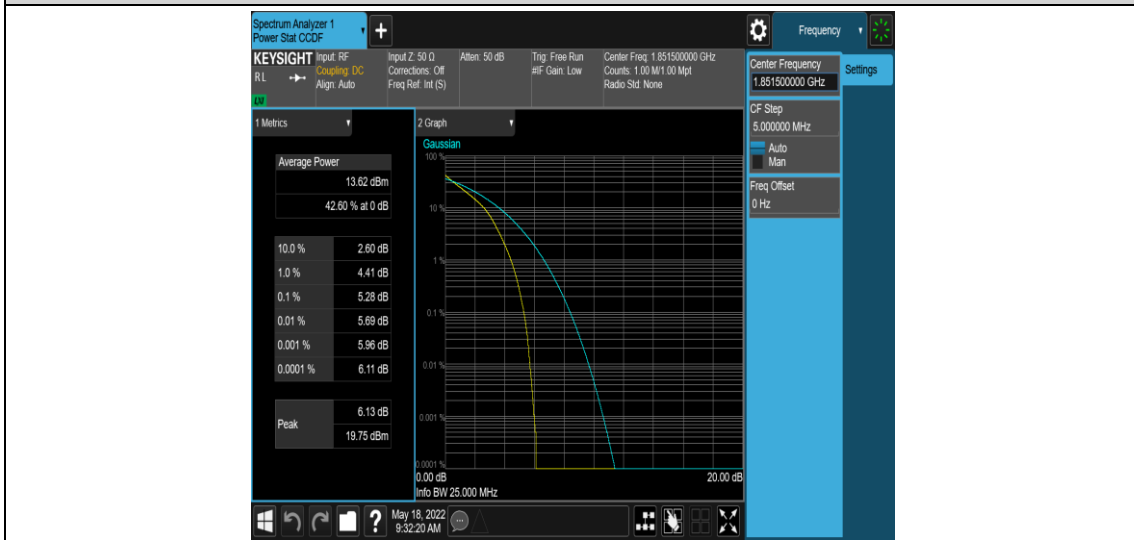 Spectrum Analyzer 1
Power Stat CCDF
Frequency
KEYSIGHT
RL
LXI
Input: RF
Coupling: DC
Align: Auto
Input Z: 50 Ω
Corrections: Off
Freq Ref: Int (S)
Atten: 50 dB
Trig: Free Run
#IF Gain: Low
Center Freq: 1.851500000 GHz
Counts: 1.00 M/1.00 Mpt
Radio Std: None
Center Frequency
1.851500000 GHz
Settings
CF Step
5.000000 MHz
Auto
Man
Freq Offset
0 Hz
1 Metrics
Average Power
13.62 dBm
42.60 % at 0 dB
10.0 % 2.60 dB
1.0 % 4.41 dB
0.1 % 5.28 dB
0.01 % 5.69 dB
0.001 % 5.96 dB
0.0001 % 6.11 dB
Peak
6.13 dB
19.75 dBm
2 Graph
Gaussian
100 %
10 %
1 %
0.1 %
0.01 %
0.001 %
0.0001 %
0.00 dB 20.00 dB
Info BW 25.000 MHz
May 18, 2022
9:32:20 AM